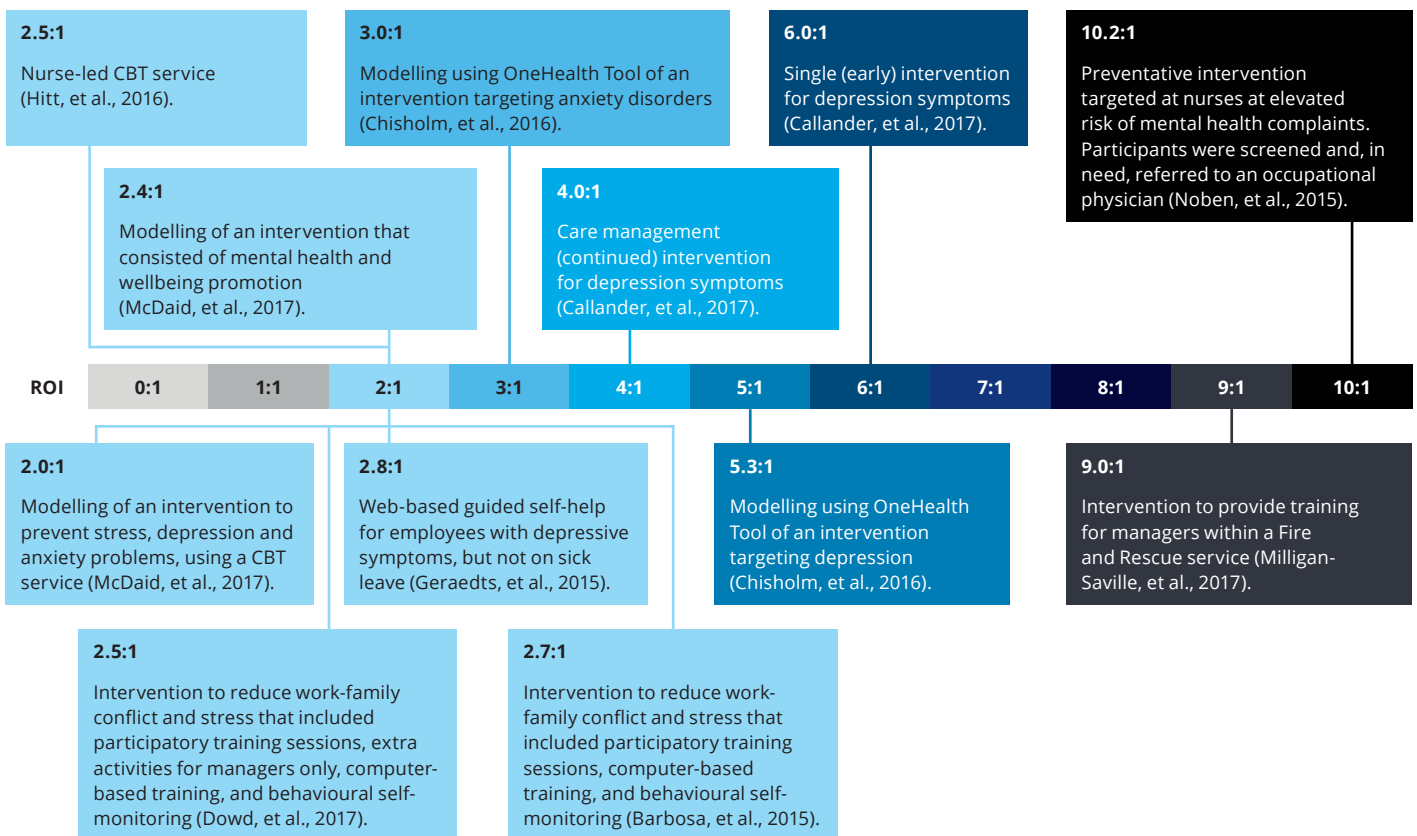 2.5:1
Nurse-led CBT service
(Hitt, et al., 2016).
3.0:1
Modelling using OneHealth Tool of an
intervention targeting anxiety disorders
(Chisholm, et al., 2016).
6.0:1
Single (early) intervention
for depression symptoms
(Callander, et al., 2017).
10.2:1
Preventative intervention
targeted at nurses at elevated
risk of mental health complaints.
Participants were screened and, in
need, referred to an occupational
physician (Noben, et al., 2015).
2.4:1
Modelling of an intervention that
consisted of mental health and
wellbeing promotion
(McDaid, et al., 2017).
4.0:1
Care management
(continued) intervention
for depression symptoms
(Callander, et al., 2017).
ROI 0:1 1:1 2:1 3:1 4:1 5:1 6:1 7:1 8:1 9:1 10:1
2.0:1
Modelling of an intervention to
prevent stress, depression and
anxiety problems, using a CBT
service (McDaid, et al., 2017).
2.8:1
Web-based guided self-help
for employees with depressive
symptoms, but not on sick
leave (Geraedts, et al., 2015).
5.3:1
Modelling using OneHealth
Tool of an intervention
targeting depression
(Chisholm, et al., 2016).
9.0:1
Intervention to provide training
for managers within a Fire
and Rescue service (Milligan-
Saville, et al., 2017).
2.5:1
Intervention to reduce work-family
conflict and stress that included
participatory training sessions, extra
activities for managers only, computer-
based training, and behavioural self-
monitoring (Dowd, et al., 2017).
2.7:1
Intervention to reduce work-
family conflict and stress that
included participatory training
sessions, computer-based
training, and behavioural self-
monitoring (Barbosa, et al., 2015).